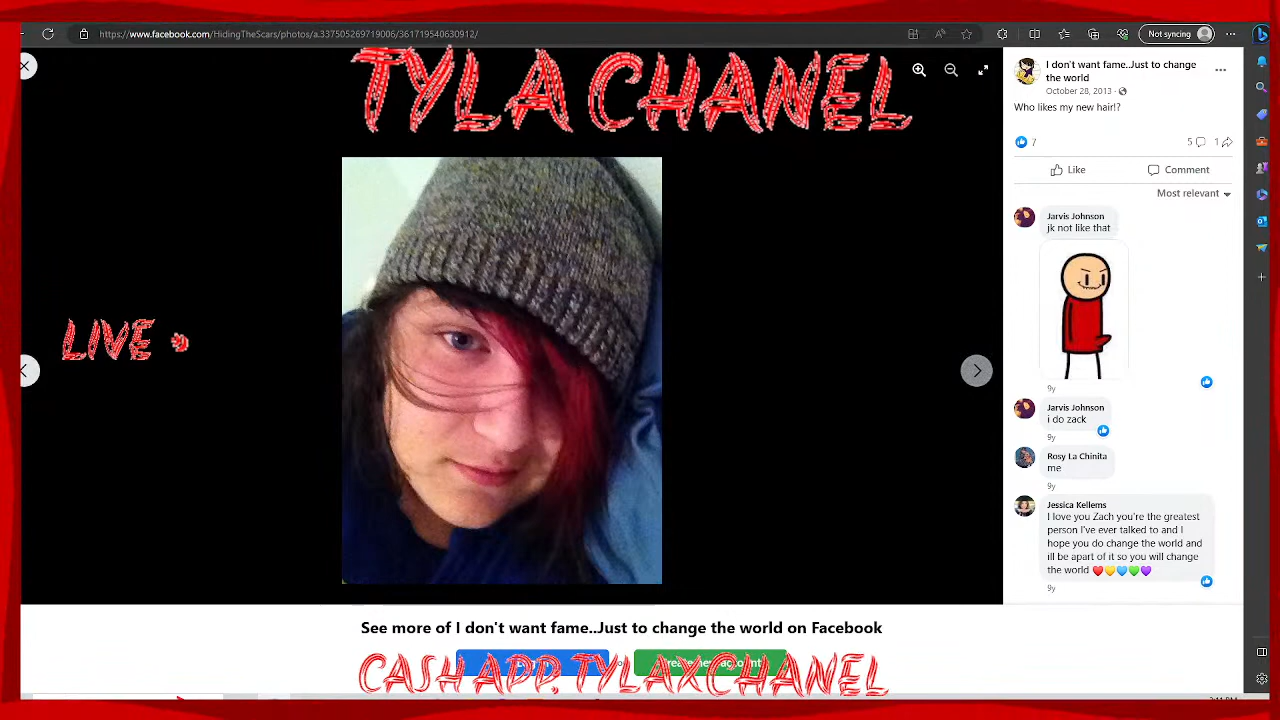 https://www.facebook.com/HidingTheScars/photos/a.337505269719006/361719540630912/
Not syncing
TYLA CHANEL
LIVE
I don't want fame..Just to change
the world
October 28, 2013
Who likes my new hair!?
7
5
1
Like
Comment
Most relevant
Jarvis Johnson
jk not like that
9y
Jarvis Johnson
i do zack
9y
Rosy La Chinita
me
9y
Jessica Kellems
I love you Zach you're the greatest
person I've ever talked to and I
hope you do change the world and
ill be apart of it so you will change
the world ❤️💛💙💚💜
9y
See more of I don't want fame..Just to change the world on Facebook
or
CASH APP. TYLAXCHANEL